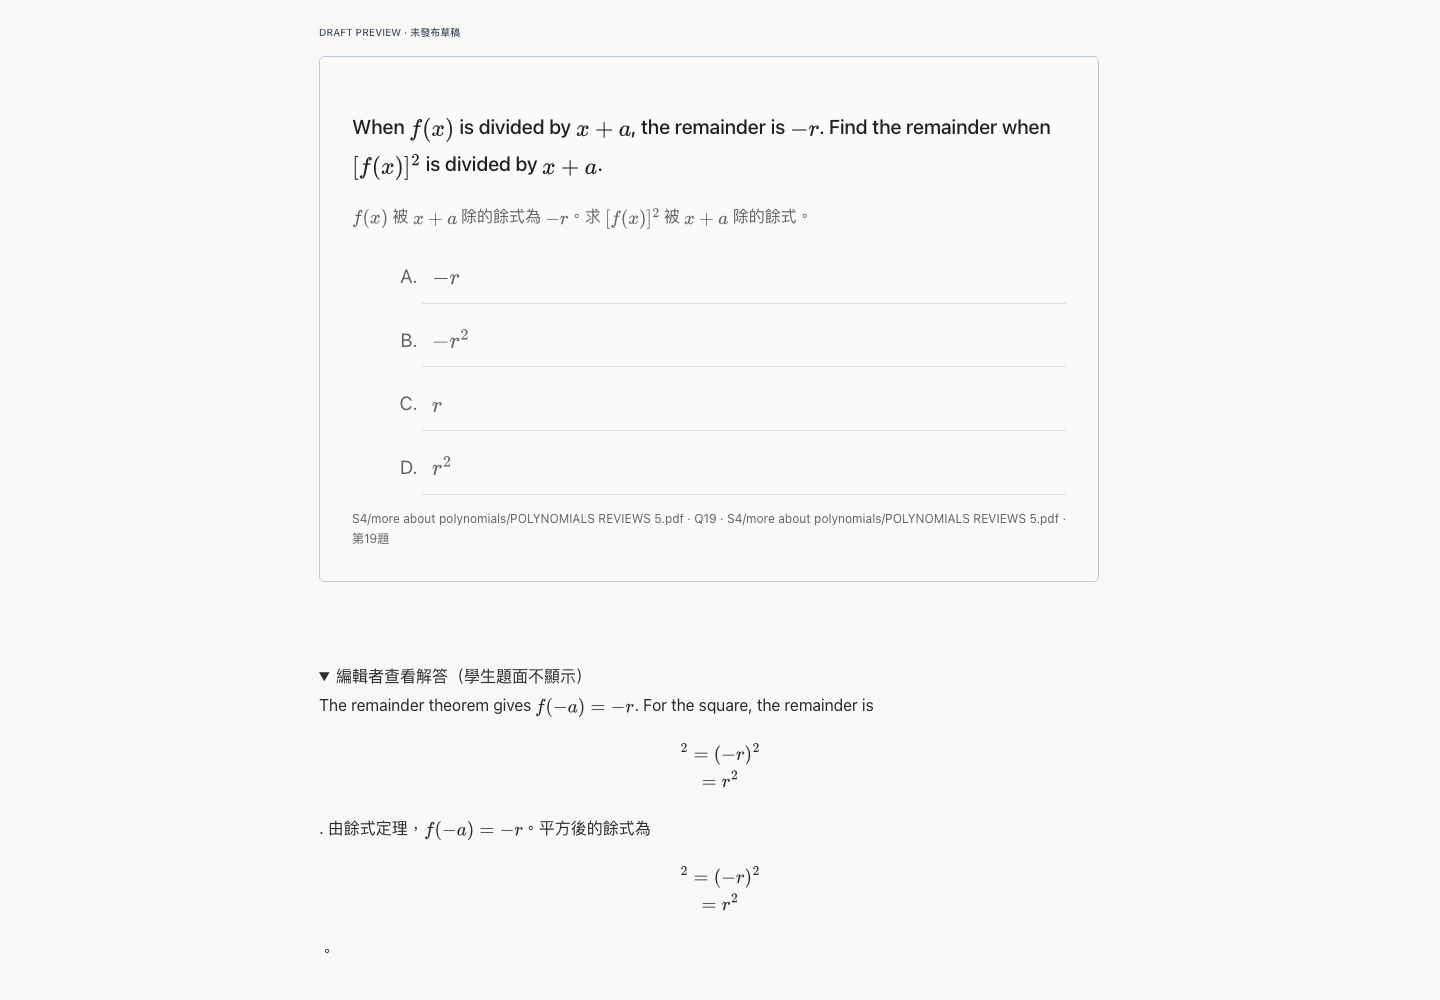 DRAFT PREVIEW · 未發布草稿
When f(x) is divided by x + a, the remainder is −r. Find the remainder when
[f(x)]² is divided by x + a.
f(x) 被 x + a 除的餘式為 −r。求 [f(x)]² 被 x + a 除的餘式。
A. −r
B. −r²
C. r
D. r²
S4/more about polynomials/POLYNOMIALS REVIEWS 5.pdf · Q19 · S4/more about polynomials/POLYNOMIALS REVIEWS 5.pdf ·
第19題
▼ 編輯者查看解答（學生題面不顯示）
The remainder theorem gives f(−a) = −r. For the square, the remainder is
² = (−r)²
= r²
. 由餘式定理，f(−a) = −r。平方後的餘式為
² = (−r)²
= r²
。